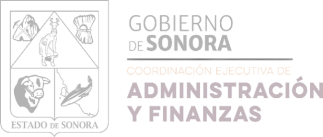 GOBIERNO
DE SONORA
COORDINACIÓN EJECUTIVA DE
ADMINISTRACIÓN
Y FINANZAS
ESTADO DE SONORA